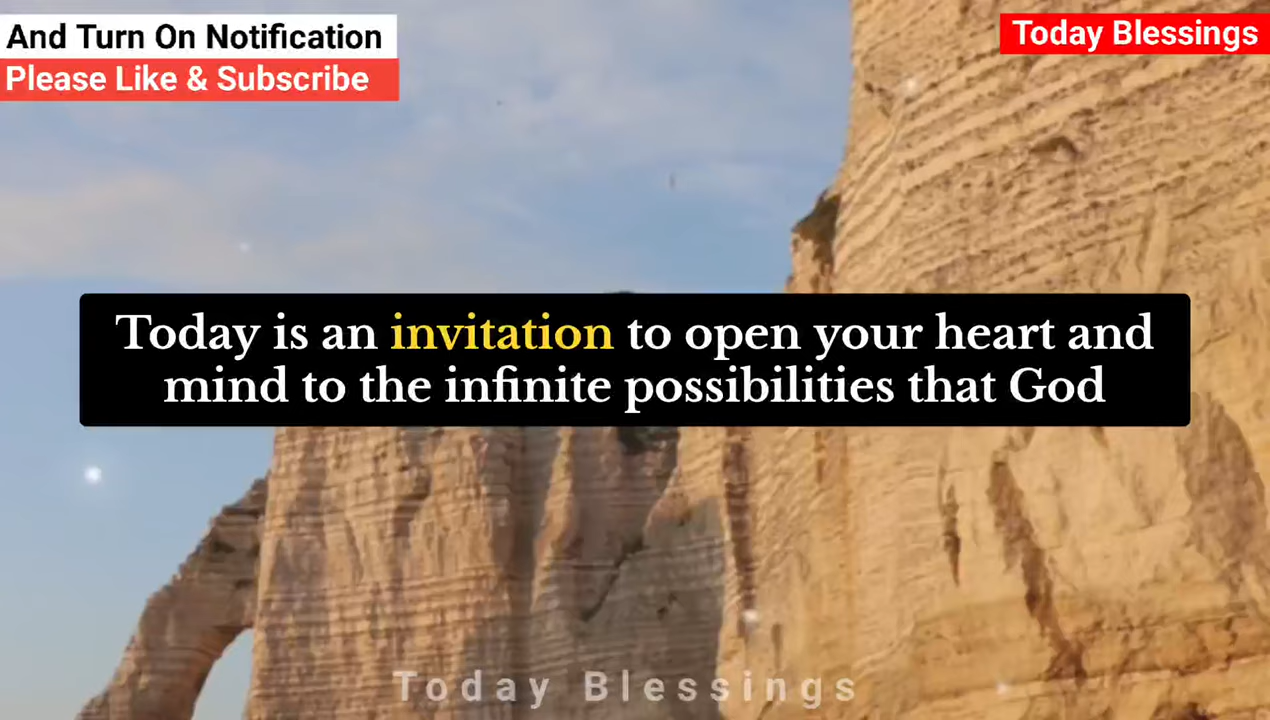 And Turn On Notification
Please Like & Subscribe
Today Blessings
Today is an invitation to open your heart and
mind to the infinite possibilities that God
Today Blessings